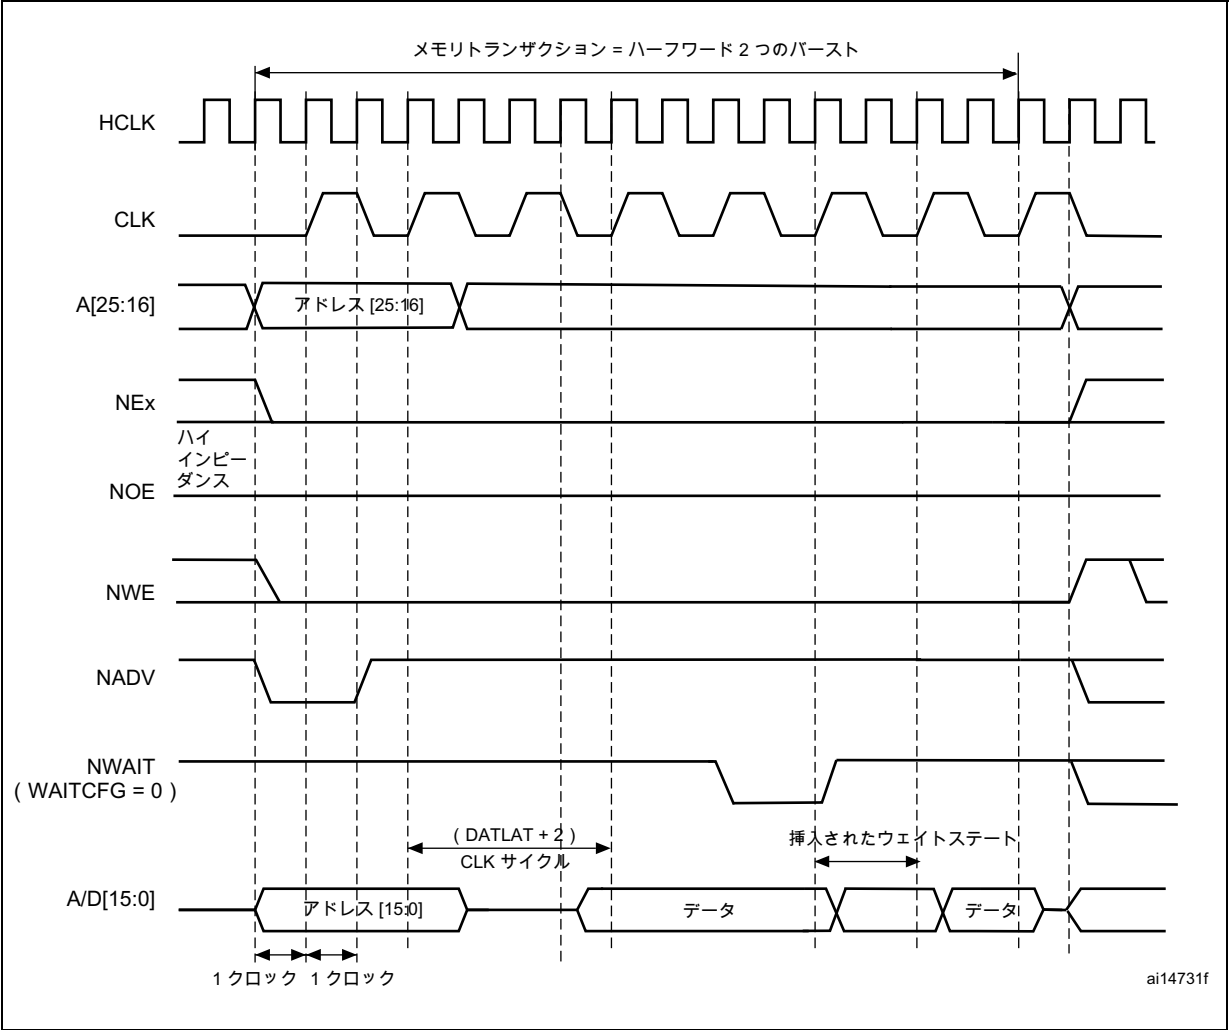 メモリトランザクション = ハーフワード 2 つのバースト
HCLK
CLK
A[25:16]
アドレス [25:16]
NEx
ハイ
インピー
ダンス
NOE
NWE
NADV
NWAIT
( WAITCFG = 0 )
( DATLAT + 2 )
CLK サイクル
挿入されたウェイトステート
A/D[15:0]
アドレス [15:0]
データ
データ
1 クロック
1 クロック
ai14731f